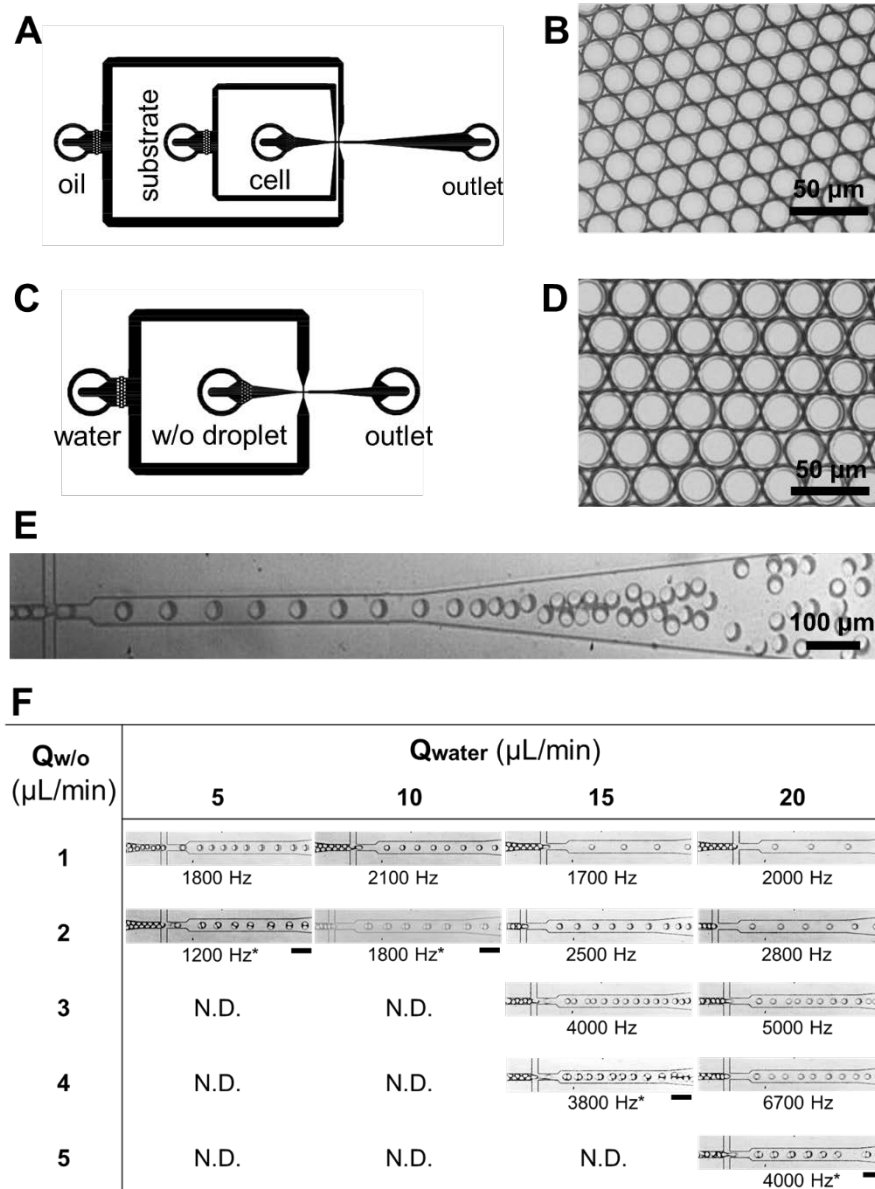 A
oil
substrate
cell
outlet
B
50 µm
C
water
w/o droplet
outlet
D
50 µm
E
100 µm
F
Qw/o
(µL/min)
Qwater (µL/min)
5 10 15 20
1
1800 Hz 2100 Hz 1700 Hz 2000 Hz
2
1200 Hz* 1800 Hz* 2500 Hz 2800 Hz
3 N.D. N.D.
4000 Hz 5000 Hz
4 N.D. N.D.
3800 Hz* 6700 Hz
5 N.D. N.D. N.D.
4000 Hz*